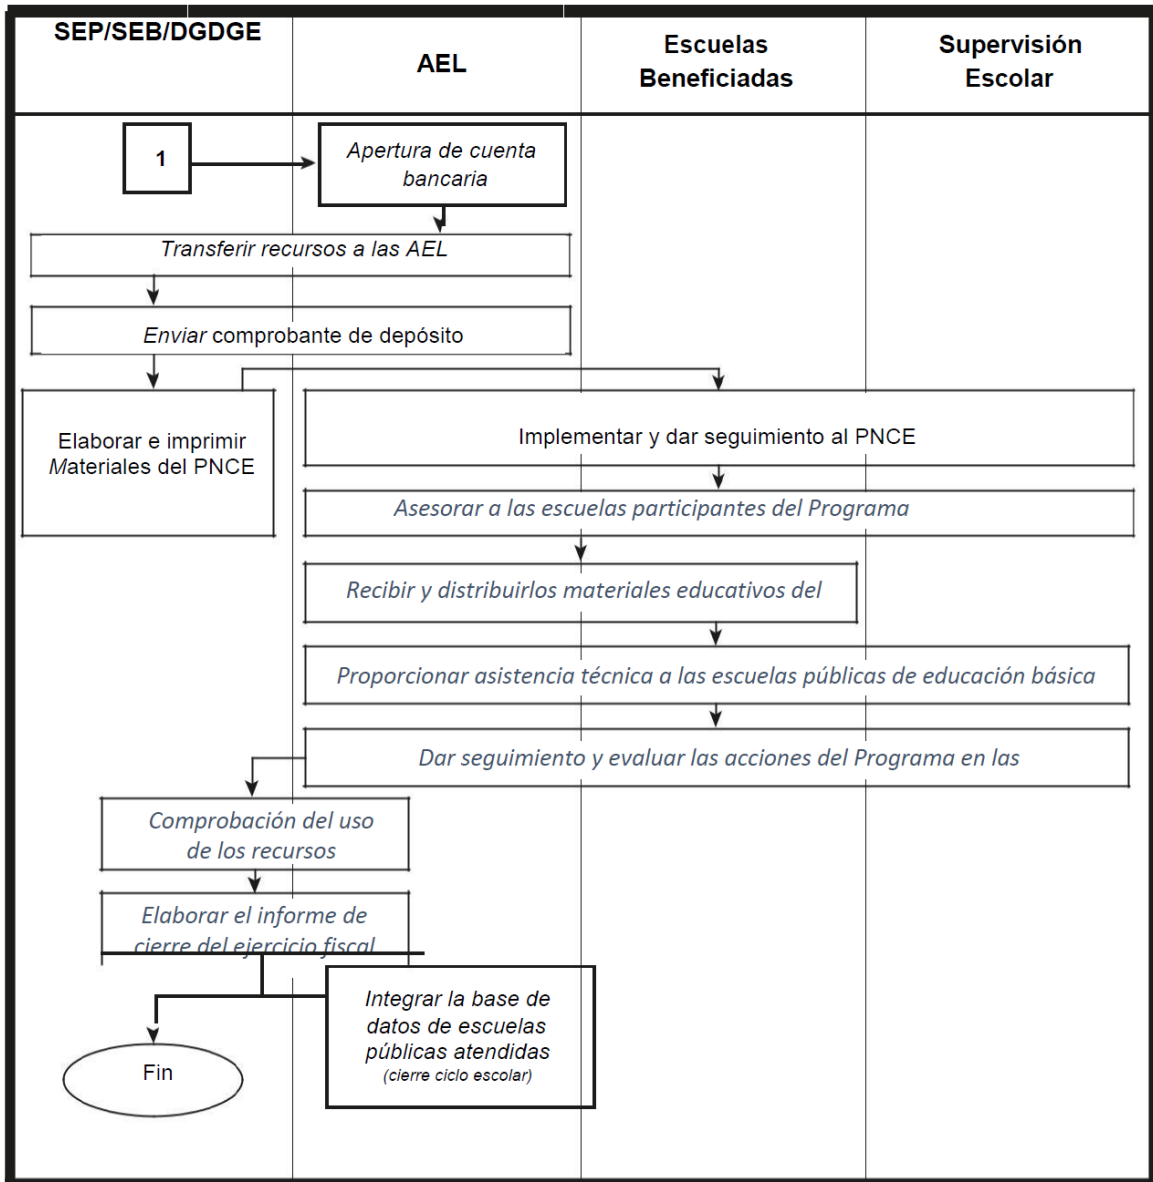 SEP/SEB/DGDGE
AEL
Escuelas
Beneficiadas
Supervisión
Escolar
1
Apertura de cuenta
bancaria
Transferir recursos a las AEL
Enviar comprobante de depósito
Elaborar e imprimir
Materiales del PNCE
Implementar y dar seguimiento al PNCE
Asesorar a las escuelas participantes del Programa
Recibir y distribuirlos materiales educativos del
Proporcionar asistencia técnica a las escuelas públicas de educación básica
Dar seguimiento y evaluar las acciones del Programa en las
Comprobación del uso
de los recursos
Elaborar el informe de
cierre del ejercicio fiscal
Integrar la base de
datos de escuelas
públicas atendidas
(cierre ciclo escolar)
Fin